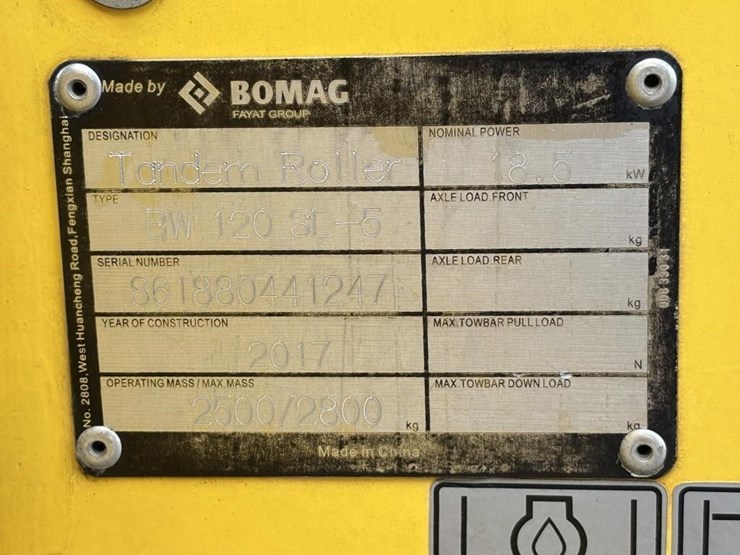 Made by BOMAG
FAYAT GROUP
DESIGNATION
Tandem Roller
NOMINAL POWER
18.5 kW
TYPE
BW 120 SL-5
AXLE LOAD FRONT
kg
SERIAL NUMBER
S61880441247
AXLE LOAD REAR
kg
YEAR OF CONSTRUCTION
2017
MAX.TOWBAR PULL LOAD
N
OPERATING MASS / MAX.MASS
2500/2800 kg
MAX.TOWBAR DOWN LOAD
kg
Made in China
No. 2808,West Huancheng Road,Fengxian Shanghai